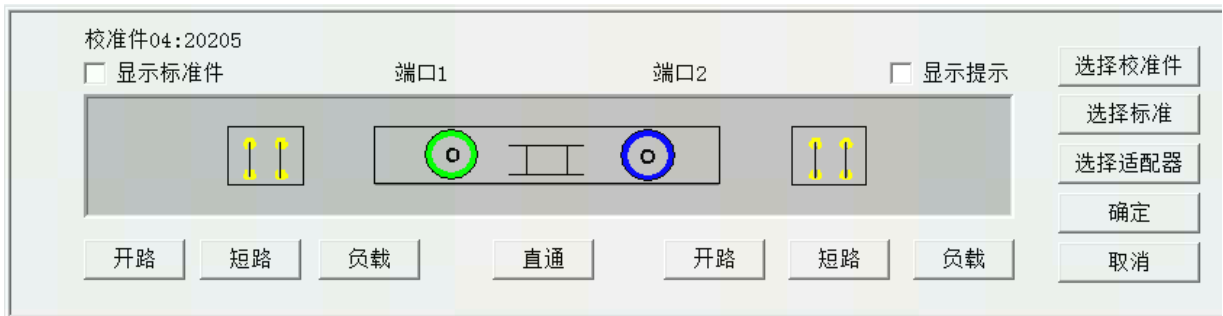 校准件04:20205
显示标准件 端口1 端口2 显示提示
选择校准件
选择标准
选择适配器
确定
取消
开路 短路 负载 直通 开路 短路 负载